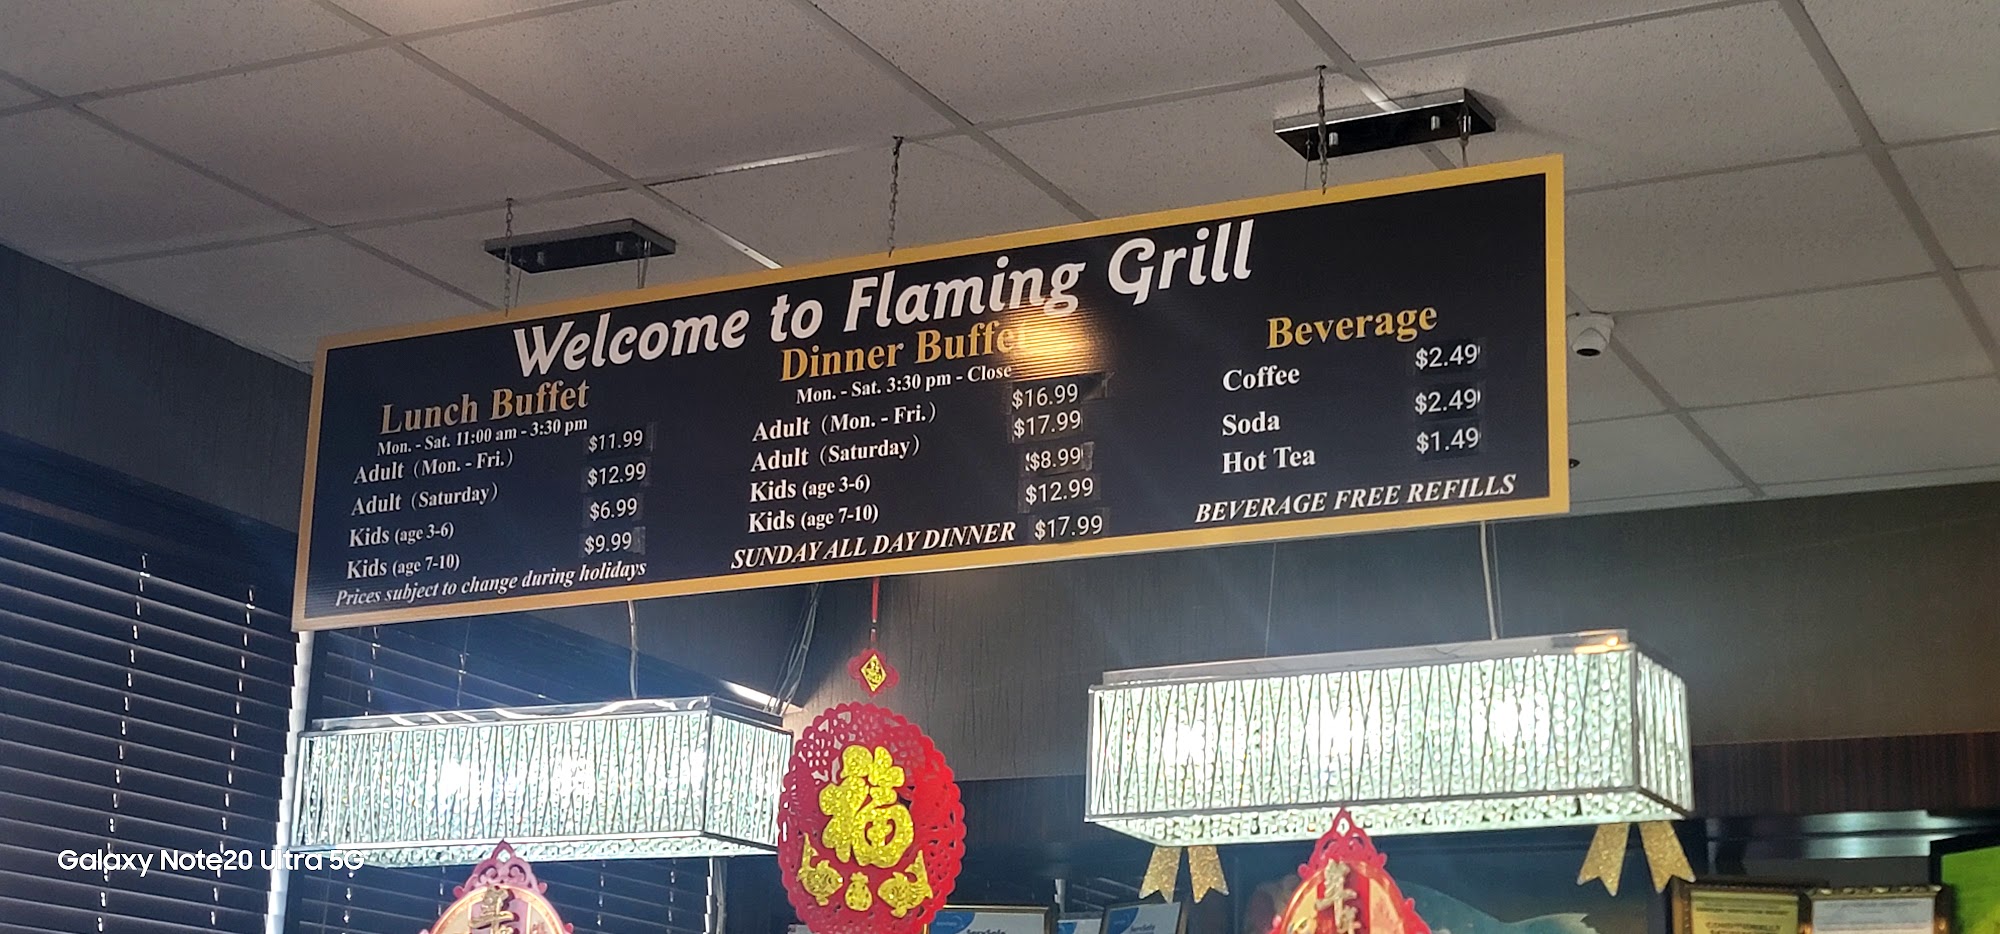 Welcome to Flaming Grill
Lunch Buffet
Mon. - Sat. 11:00 am - 3:30 pm
Adult (Mon. - Fri.) $11.99
Adult (Saturday) $12.99
Kids (age 3-6) $6.99
Kids (age 7-10) $9.99
Prices subject to change during holidays
Dinner Buffet
Mon. - Sat. 3:30 pm - Close
Adult (Mon. - Fri.) $16.99
Adult (Saturday) $17.99
Kids (age 3-6) $8.99
Kids (age 7-10) $12.99
SUNDAY ALL DAY DINNER $17.99
Beverage
Coffee $2.49
Soda $2.49
Hot Tea $1.49
BEVERAGE FREE REFILLS
福
Galaxy Note20 Ultra 5G